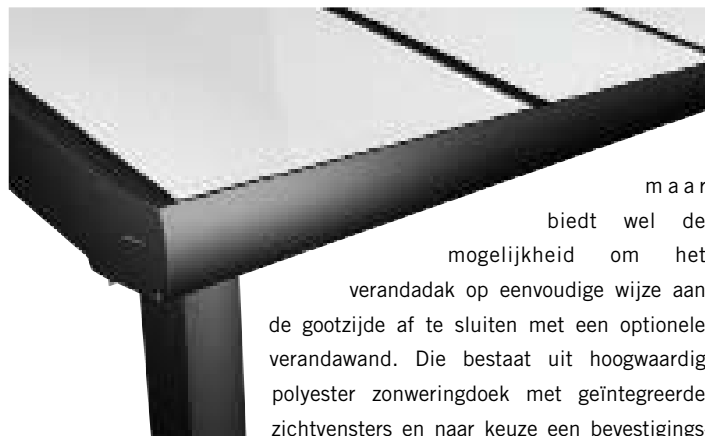 maar
biedt wel de
mogelijkheid om het
verandadak op eenvoudige wijze aan
de gootzijde af te sluiten met een optionele
verandawand. Die bestaat uit hoogwaardig
polyester zonweringdoek met geïntegreerde
zichtvensters en naar keuze een bevestigings